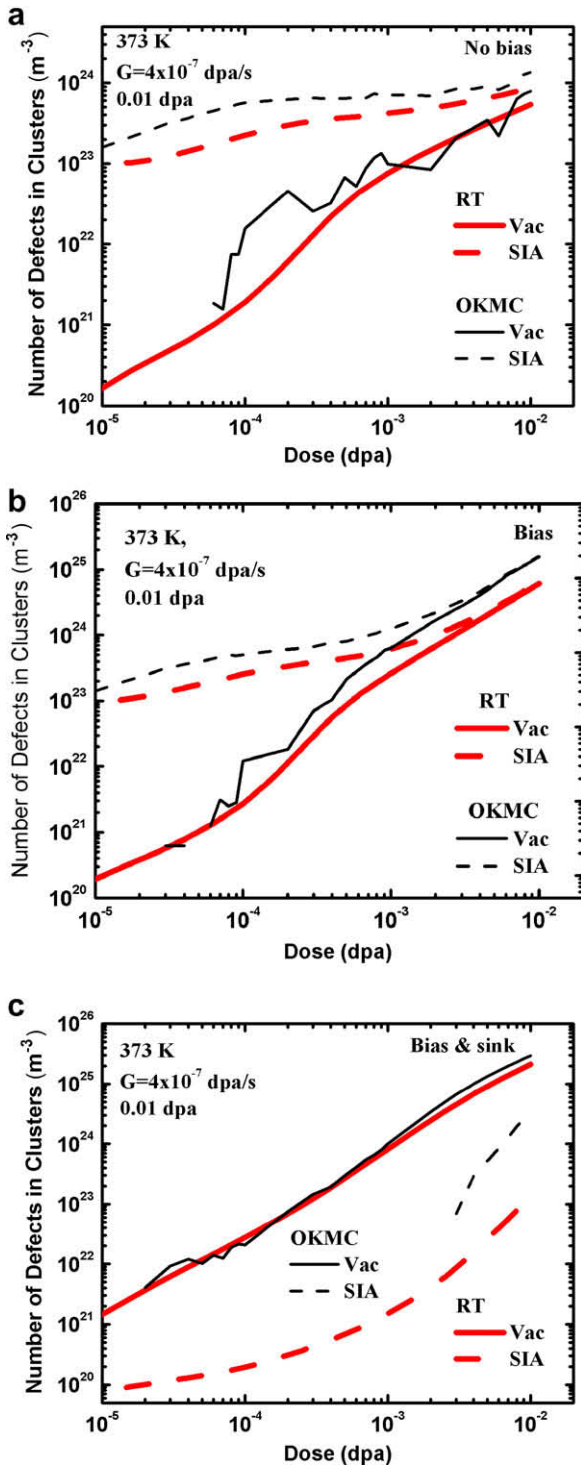 a
373 K
G=4x10⁻⁷ dpa/s
0.01 dpa
No bias
Number of Defects in Clusters (m⁻³)
10²⁴
10²³
10²²
10²¹
10²⁰
RT
Vac
SIA
OKMC
Vac
SIA
10⁻⁵ 10⁻⁴ 10⁻³ 10⁻²
Dose (dpa)
b
373 K,
G=4x10⁻⁷ dpa/s
0.01 dpa
Bias
Number of Defects in Clusters (m⁻³)
10²⁶
10²⁵
10²⁴
10²³
10²²
10²¹
10²⁰
RT
Vac
SIA
OKMC
Vac
SIA
10⁻⁵ 10⁻⁴ 10⁻³ 10⁻²
Dose (dpa)
c
373 K
G=4x10⁻⁷ dpa/s
0.01 dpa
Bias & sink
Number of Defects in Clusters (m⁻³)
10²⁶
10²⁵
10²⁴
10²³
10²²
10²¹
10²⁰
OKMC
Vac
SIA
RT
Vac
SIA
10⁻⁵ 10⁻⁴ 10⁻³ 10⁻²
Dose (dpa)